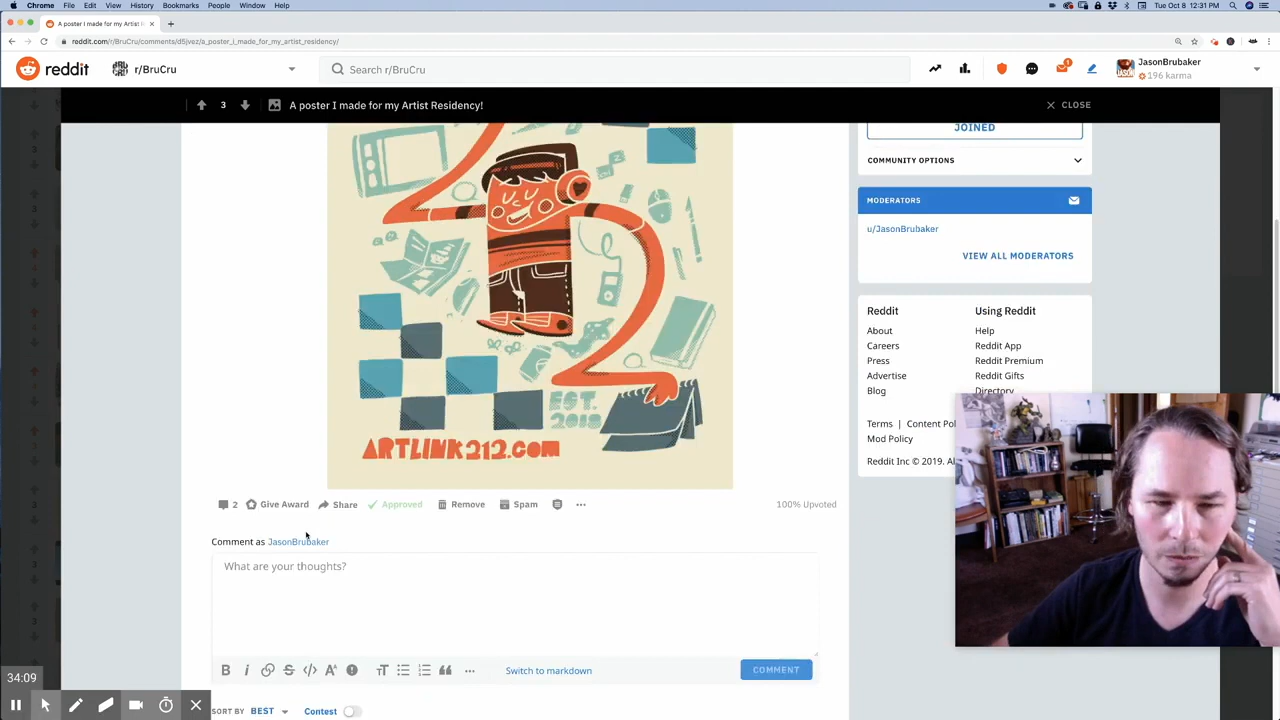 Chrome File Edit View History Bookmarks People Window Help
Tue Oct 8 12:31 PM
A poster I made for my Artist R
reddit.com/r/BruCru/comments/d5jvez/a_poster_i_made_for_my_artist_residency/
reddit r/BruCru Search r/BruCru 1 JasonBrubaker
196 karma
3 A poster I made for my Artist Residency! CLOSE
JOINED
COMMUNITY OPTIONS
MODERATORS
u/JasonBrubaker
VIEW ALL MODERATORS
Reddit Using Reddit
About Help
Careers Reddit App
Press Reddit Premium
Advertise Reddit Gifts
Blog Directory
Terms | Content Pol
Mod Policy
Reddit Inc © 2019. Al
EST.
2018
ARTLINK212.COM
2 Give Award Share Approved Remove Spam 100% Upvoted
Comment as JasonBrubaker
What are your thoughts?
Switch to markdown COMMENT
SORT BY BEST Contest
34:09